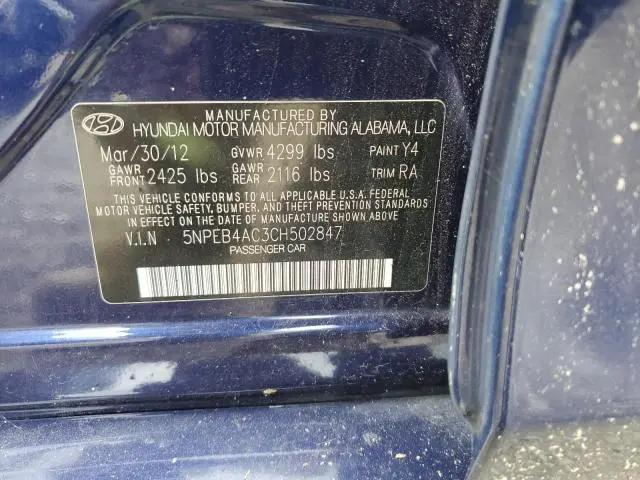 MANUFACTURED BY
HYUNDAI MOTOR MANUFACTURING ALABAMA, LLC
Mar/30/12 GVWR 4299 lbs PAINT Y4
GAWR FRONT 2425 lbs GAWR REAR 2116 lbs TRIM RA
THIS VEHICLE CONFORMS TO ALL APPLICABLE U.S.A. FEDERAL
MOTOR VEHICLE SAFETY, BUMPER, AND THEFT PREVENTION STANDARDS
IN EFFECT ON THE DATE OF MANUFACTURE SHOWN ABOVE.
V.I.N 5NPEB4AC3CH502847
PASSENGER CAR